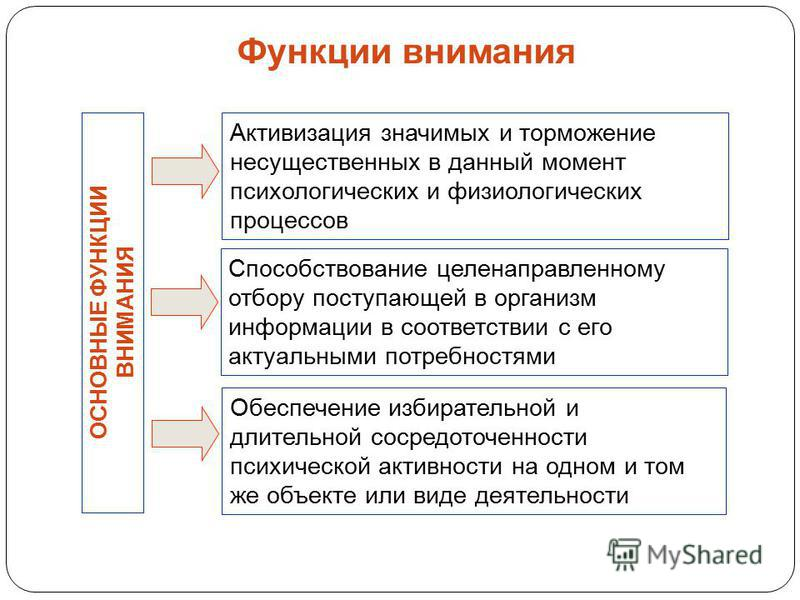 Функции внимания
ОСНОВНЫЕ ФУНКЦИИ
ВНИМАНИЯ
Активизация значимых и торможение
несущественных в данный момент
психологических и физиологических
процессов
Способствование целенаправленному
отбору поступающей в организм
информации в соответствии с его
актуальными потребностями
Обеспечение избирательной и
длительной сосредоточенности
психической активности на одном и том
же объекте или виде деятельности
MyShared